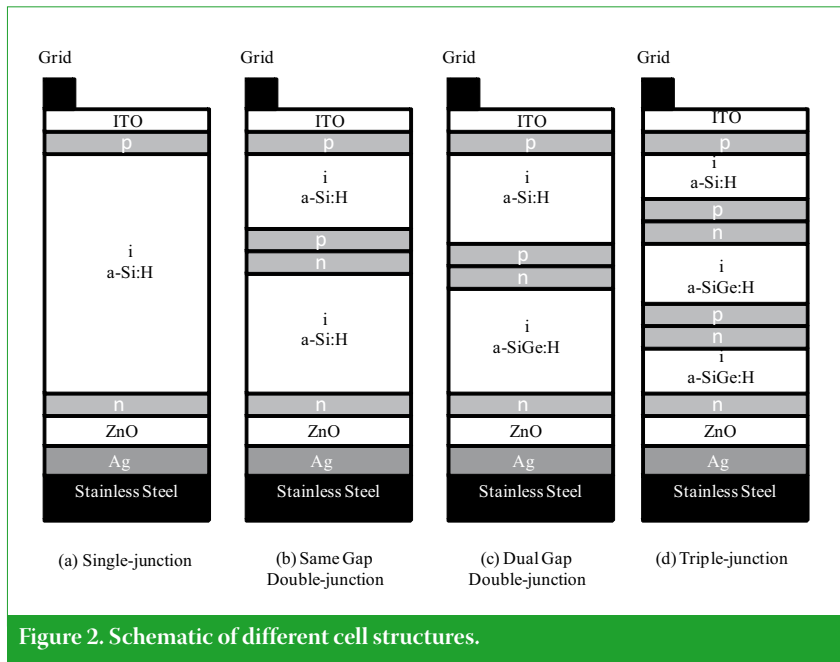 Grid
ITO
p
i
a-Si:H
n
ZnO
Ag
Stainless Steel
(a) Single-junction
Grid
ITO
p
i
a-Si:H
p
n
i
a-Si:H
n
ZnO
Ag
Stainless Steel
(b) Same Gap
Double-junction
Grid
ITO
p
i
a-Si:H
p
n
i
a-SiGe:H
n
ZnO
Ag
Stainless Steel
(c) Dual Gap
Double-junction
Grid
ITO
p
i
a-Si:H
p
n
i
a-SiGe:H
p
n
i
a-SiGe:H
n
ZnO
Ag
Stainless Steel
(d) Triple-junction
Figure 2. Schematic of different cell structures.